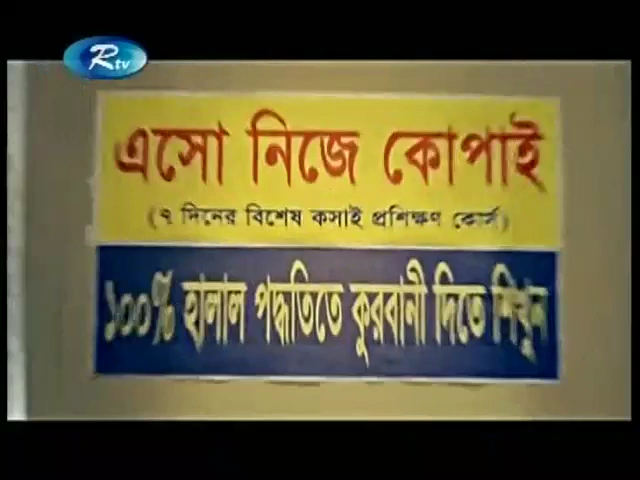 Rtv
এসো নিজে কোপাই
(৭ দিনের বিশেষ কসাই প্রশিক্ষণ কোর্স)
১০০% হালাল পদ্ধতিতে কুরবানী দিতে শিখুন